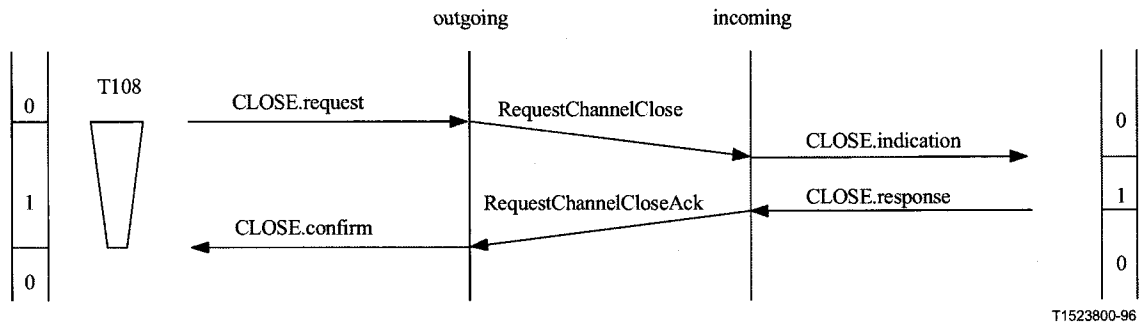 outgoing
incoming
T108
0
CLOSE.request
RequestChannelClose
0
CLOSE.indication
1
RequestChannelCloseAck
CLOSE.response
1
CLOSE.confirm
0
0
T1523800-96